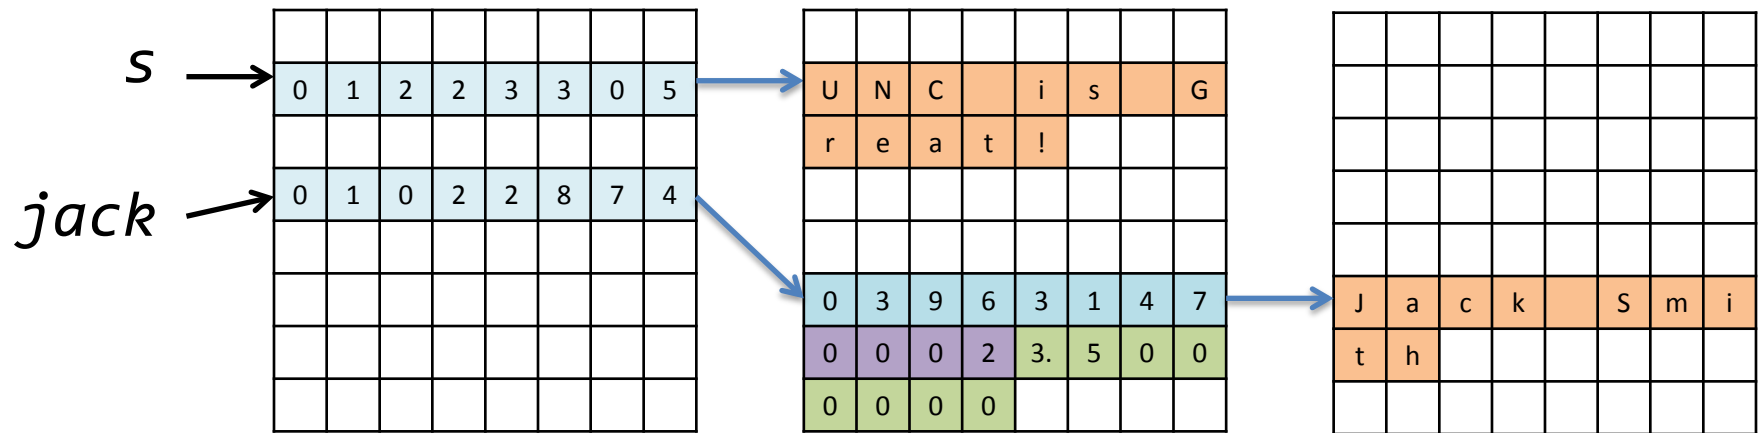 s
0 1 2 2 3 3 0 5
U N C i s G
r e a t !
jack
0 1 0 2 2 8 7 4
0 3 9 6 3 1 4 7
0 0 0 2 3. 5 0 0
0 0 0 0
J a c k S m i
t h